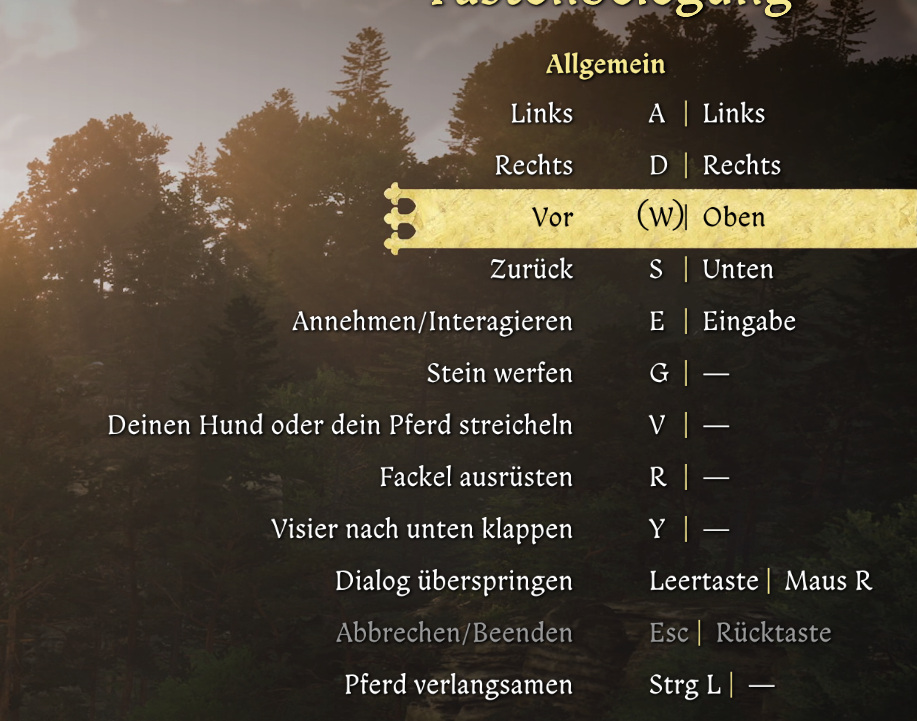 Tastenbelegung
Allgemein
Links A | Links
Rechts D | Rechts
Vor (W)| Oben
Zurück S | Unten
Annehmen/Interagieren E | Eingabe
Stein werfen G | —
Deinen Hund oder dein Pferd streicheln V | —
Fackel ausrüsten R | —
Visier nach unten klappen Y | —
Dialog überspringen Leertaste | Maus R
Abbrechen/Beenden Esc | Rücktaste
Pferd verlangsamen Strg L | —